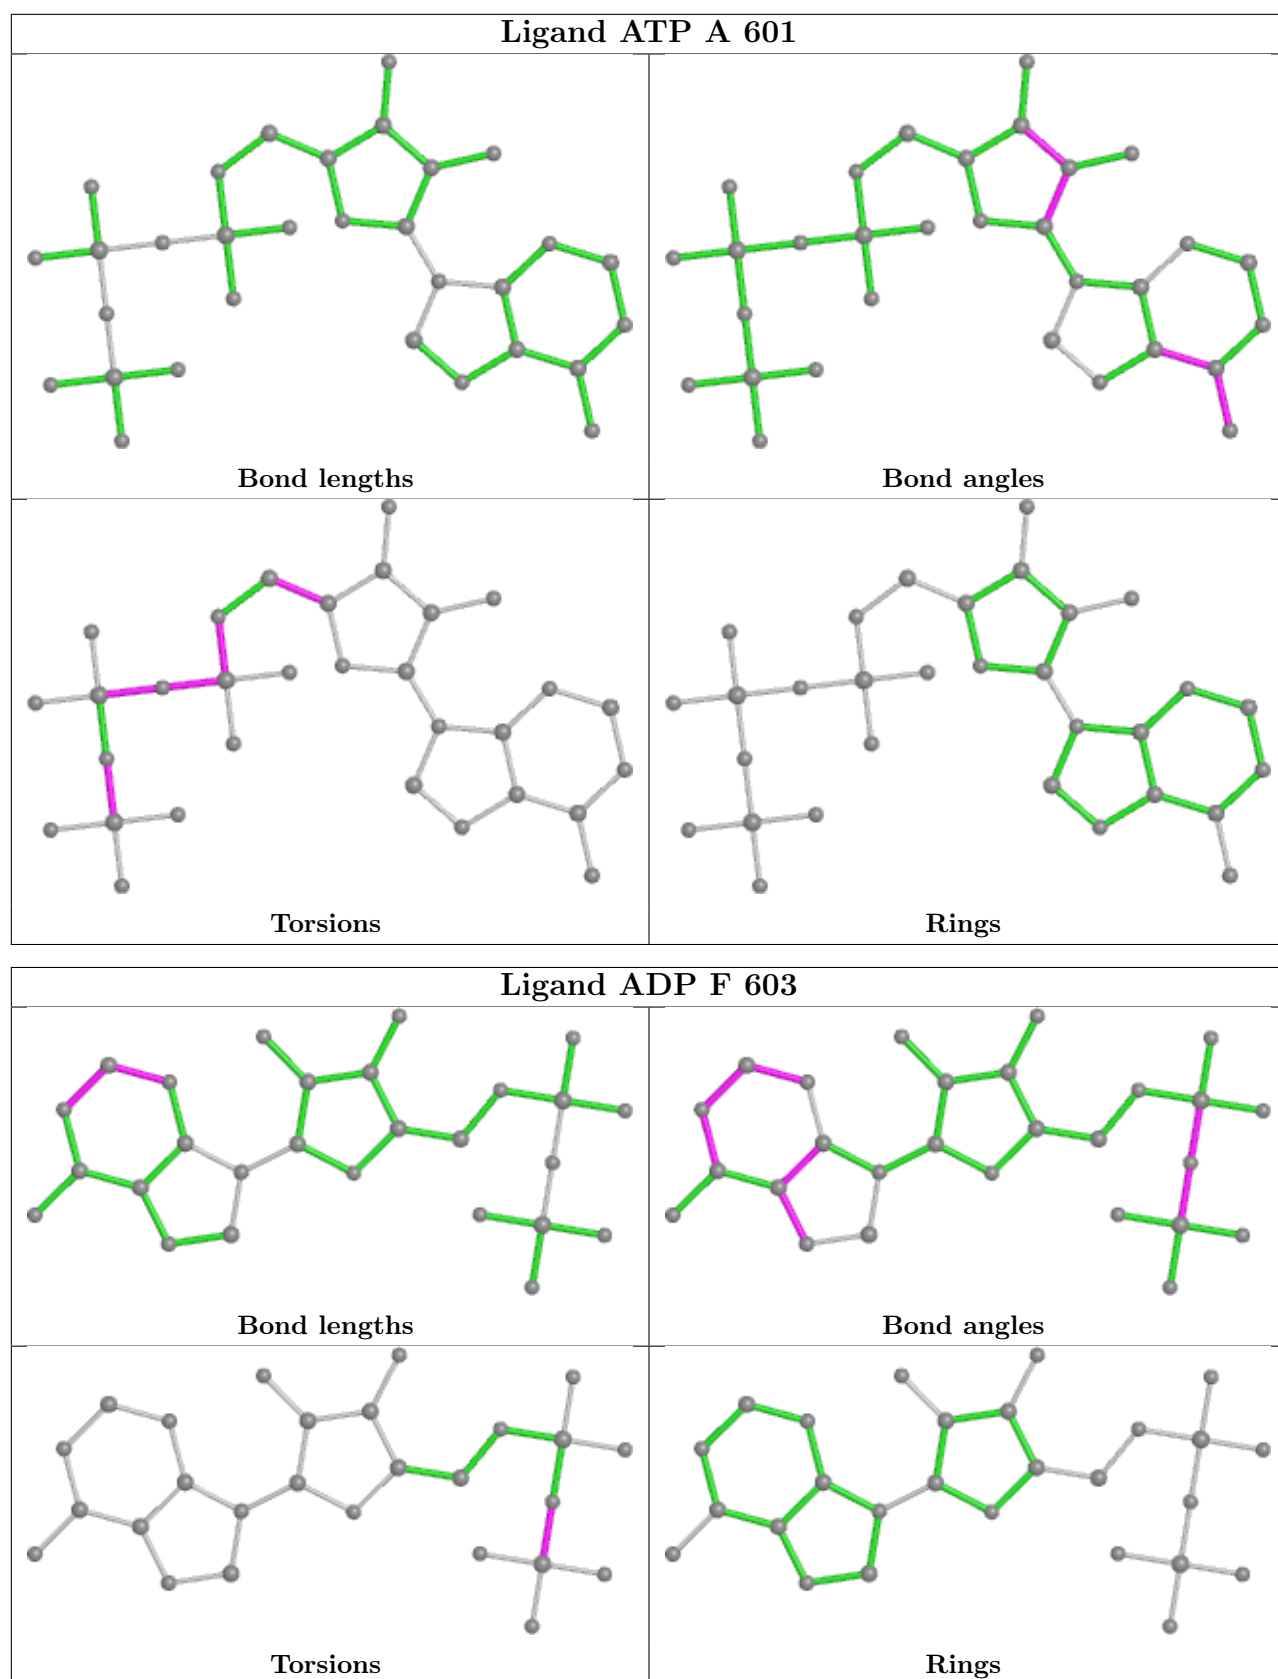 Ligand ATP A 601
Bond lengths
Bond angles
Torsions
Rings
Ligand ADP F 603
Bond lengths
Bond angles
Torsions
Rings